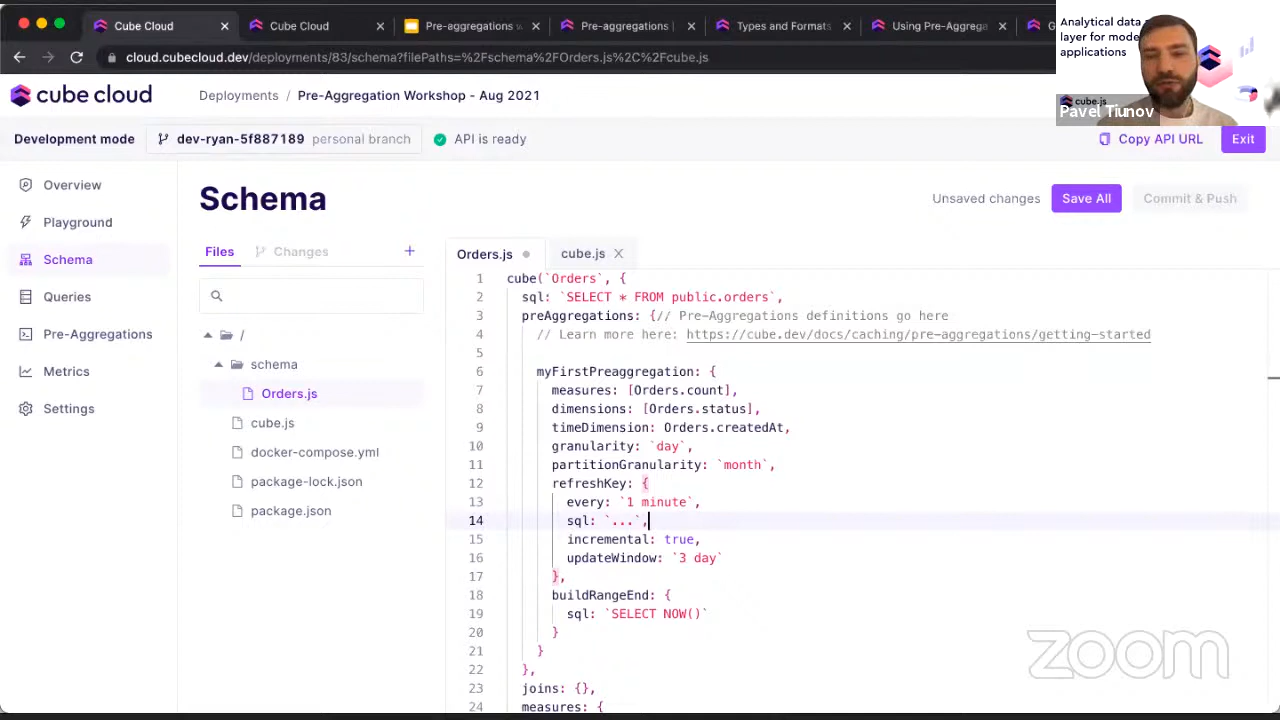 Cube Cloud
Cube Cloud
Pre-aggregations w
Pre-aggregations |
Types and Formats
Using Pre-Aggrega
cloud.cubecloud.dev/deployments/83/schema?filePaths=%2Fschema%2FOrders.js%2C%2Fcube.js
Analytical data
layer for mode
applications
cube.js
Pavel Tiunov
cube cloud
Deployments / Pre-Aggregation Workshop - Aug 2021
Development mode
dev-ryan-5f887189 personal branch
API is ready
Copy API URL
Exit
Overview
Playground
Schema
Queries
Pre-Aggregations
Metrics
Settings
Schema
Unsaved changes
Save All
Commit & Push
Files
Changes
+
/
schema
Orders.js
cube.js
docker-compose.yml
package-lock.json
package.json
Orders.js
cube.js
1 cube(`Orders`, {
2 sql: `SELECT * FROM public.orders`,
3 preAggregations: {// Pre-Aggregations definitions go here
4 // Learn more here: https://cube.dev/docs/caching/pre-aggregations/getting-started
5
6 myFirstPreaggregation: {
7 measures: [Orders.count],
8 dimensions: [Orders.status],
9 timeDimension: Orders.createdAt,
10 granularity: `day`,
11 partitionGranularity: `month`,
12 refreshKey: {
13 every: `1 minute`,
14 sql: `...`,
15 incremental: true,
16 updateWindow: `3 day`
17 },
18 buildRangeEnd: {
19 sql: `SELECT NOW()`
20 }
21 }
22 },
23 joins: {},
24 measures: {
zoom